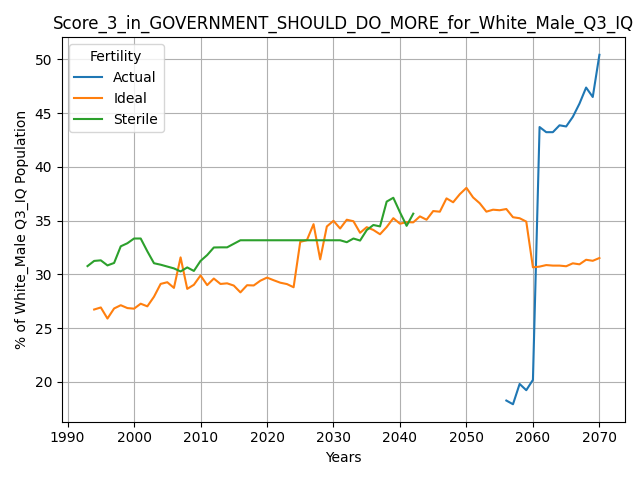 Score_3_in_GOVERNMENT_SHOULD_DO_MORE_for_White_Male_Q3_IQ
Fertility
Actual
Ideal
Sterile
% of White_Male Q3_IQ Population
50
45
40
35
30
25
20
1990 2000 2010 2020 2030 2040 2050 2060 2070
Years